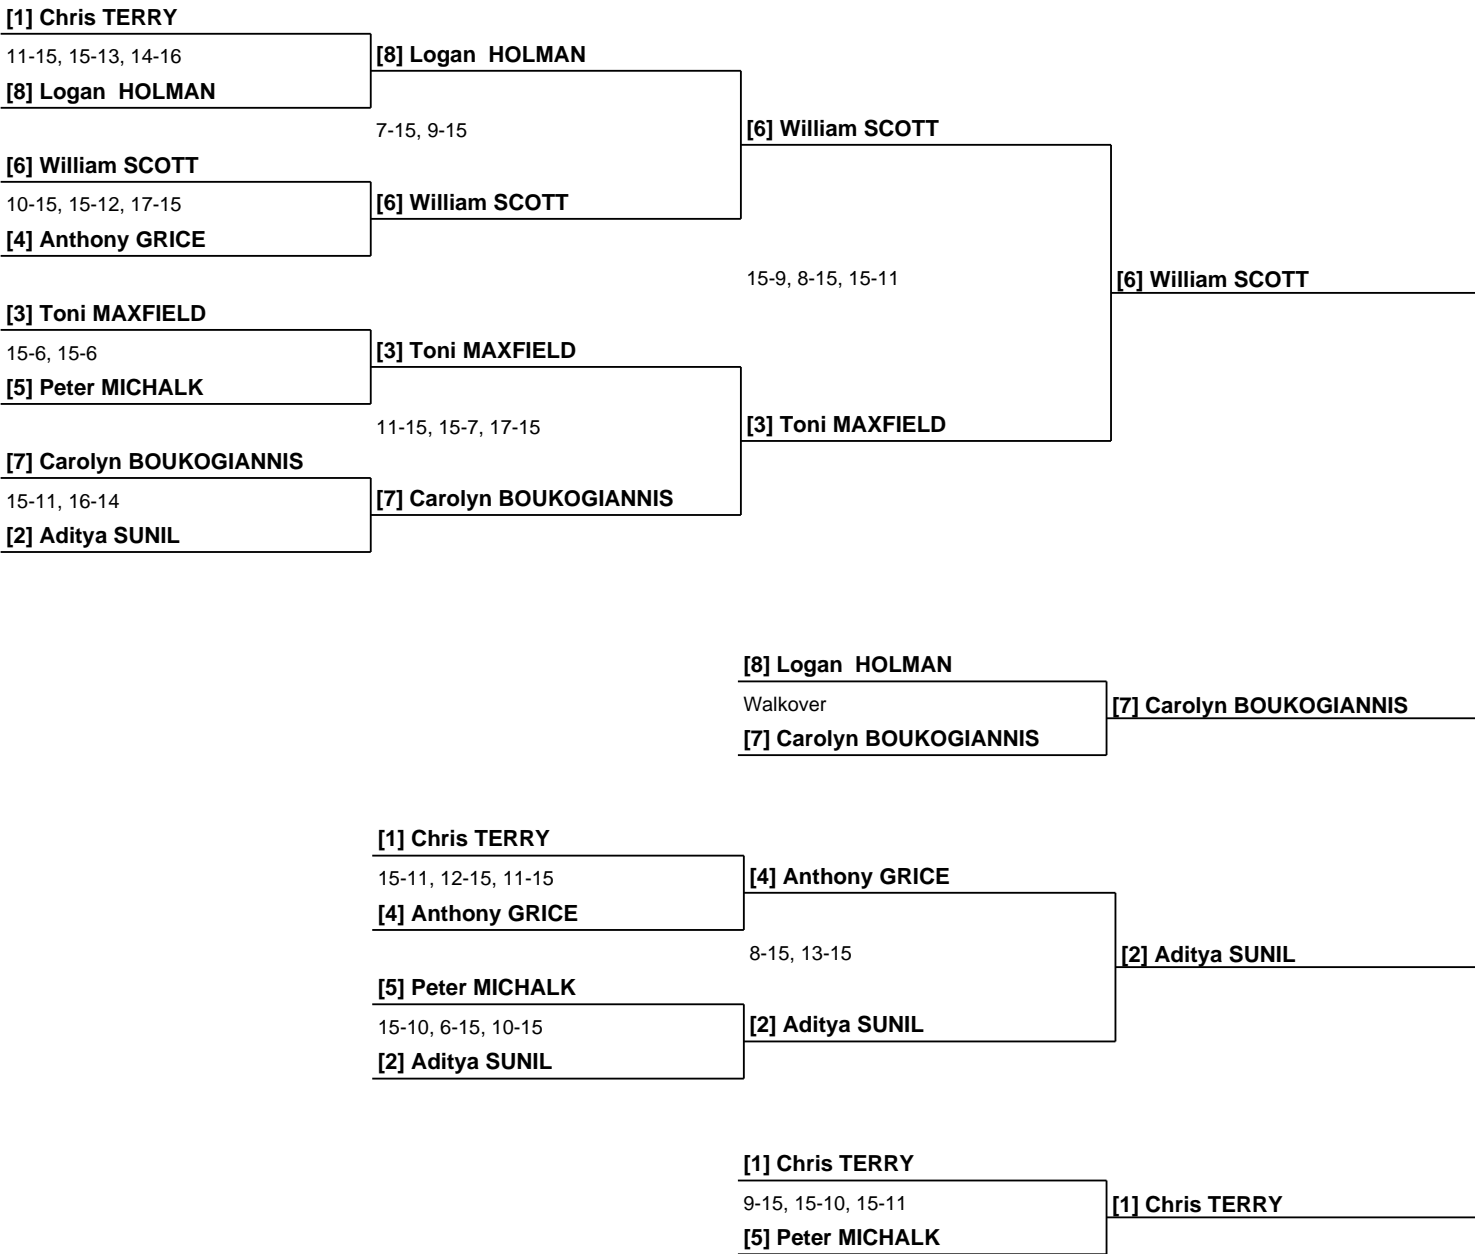 [1] Chris TERRY
11-15, 15-13, 14-16
[8] Logan  HOLMAN
[8] Logan  HOLMAN
7-15, 9-15
[6] William SCOTT
[6] William SCOTT
10-15, 15-12, 17-15
[6] William SCOTT
[4] Anthony GRICE
15-9, 8-15, 15-11
[6] William SCOTT
[3] Toni MAXFIELD
15-6, 15-6
[3] Toni MAXFIELD
[5] Peter MICHALK
11-15, 15-7, 17-15
[3] Toni MAXFIELD
[7] Carolyn BOUKOGIANNIS
15-11, 16-14
[7] Carolyn BOUKOGIANNIS
[2] Aditya SUNIL
[8] Logan  HOLMAN
Walkover
[7] Carolyn BOUKOGIANNIS
[7] Carolyn BOUKOGIANNIS
[1] Chris TERRY
15-11, 12-15, 11-15
[4] Anthony GRICE
[4] Anthony GRICE
8-15, 13-15
[2] Aditya SUNIL
[5] Peter MICHALK
15-10, 6-15, 10-15
[2] Aditya SUNIL
[2] Aditya SUNIL
[1] Chris TERRY
9-15, 15-10, 15-11
[1] Chris TERRY
[5] Peter MICHALK